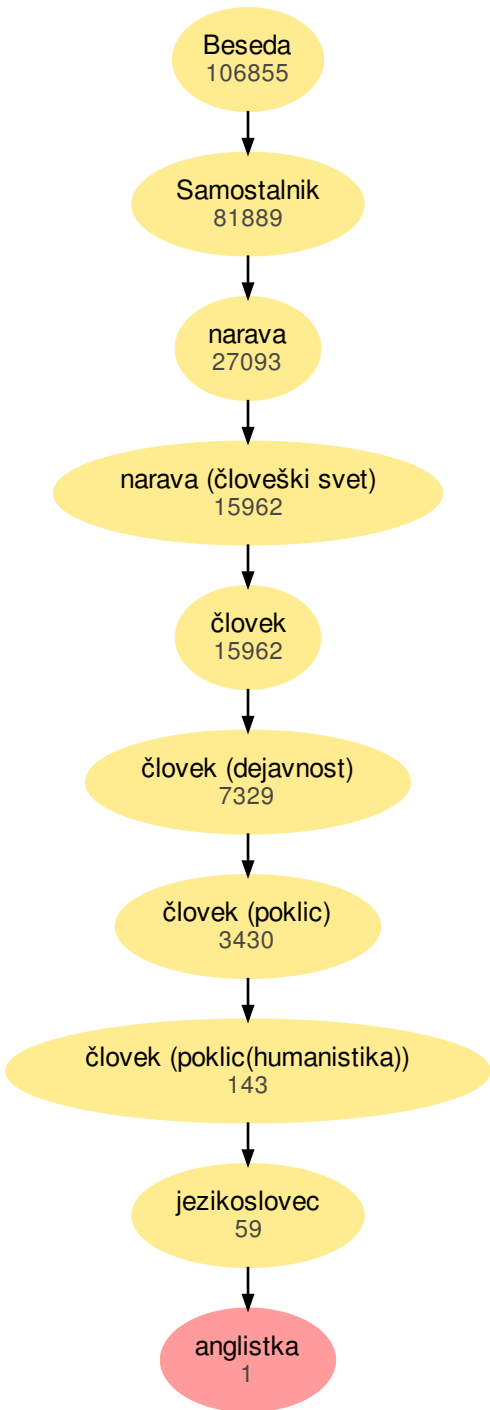 Beseda
106855
Samostalnik
81889
narava
27093
narava (človeški svet)
15962
človek
15962
človek (dejavnost)
7329
človek (poklic)
3430
človek (poklic(humanistika))
143
jezikoslovec
59
anglistka
1